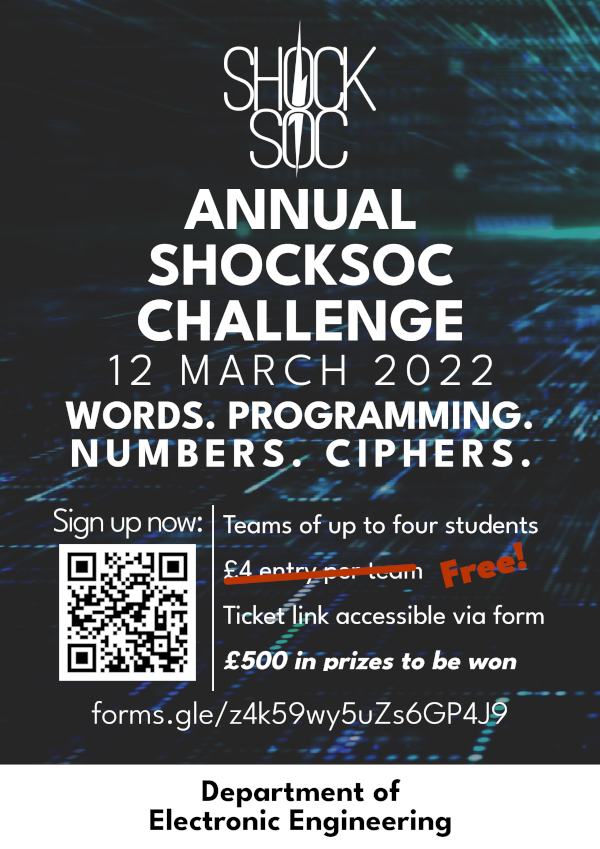 SHOCK
SOC
ANNUAL
SHOCKSOC
CHALLENGE
12 MARCH 2022
WORDS. PROGRAMMING.
NUMBERS. CIPHERS.
Sign up now:
Teams of up to four students
£4 entry per team Free!
Ticket link accessible via form
£500 in prizes to be won
forms.gle/z4k59wy5uZs6GP4J9
Department of
Electronic Engineering